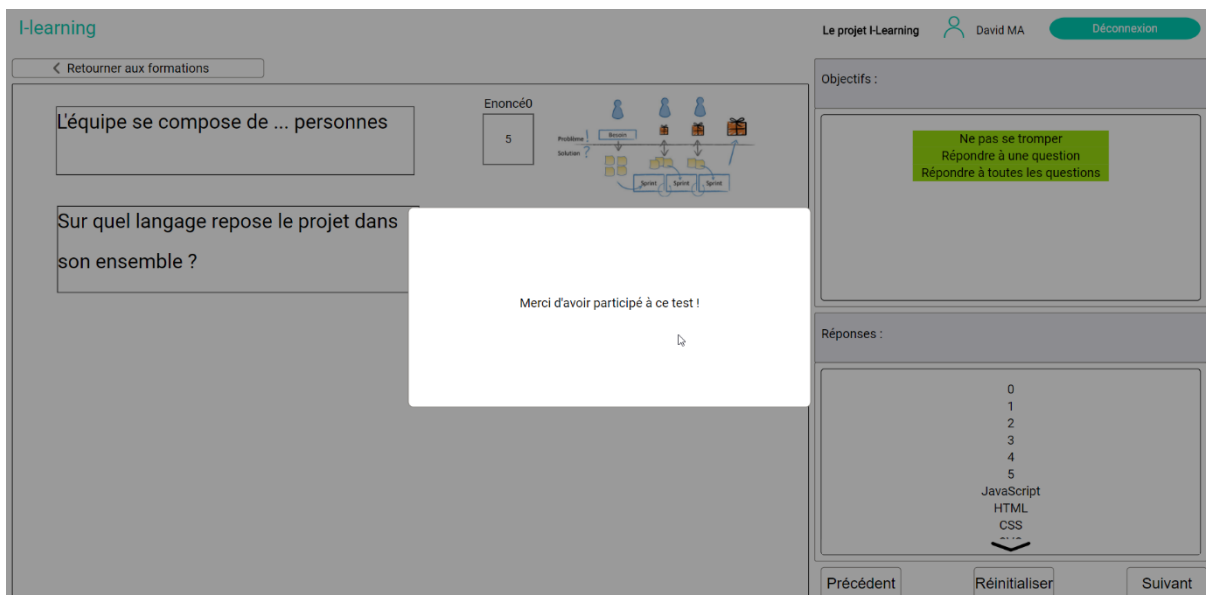 I-learning
Le projet I-Learning
David MA
Déconnexion
Retourner aux formations
L'équipe se compose de ... personnes
Enoncé0
5
Problème
Besoin
Solution
?
Sprint
Sprint
Sprint
Sur quel langage repose le projet dans
son ensemble ?
Merci d'avoir participé à ce test !
Objectifs :
Ne pas se tromper
Répondre à une question
Répondre à toutes les questions
Réponses :
0
1
2
3
4
5
JavaScript
HTML
CSS
Précédent
Réinitialiser
Suivant